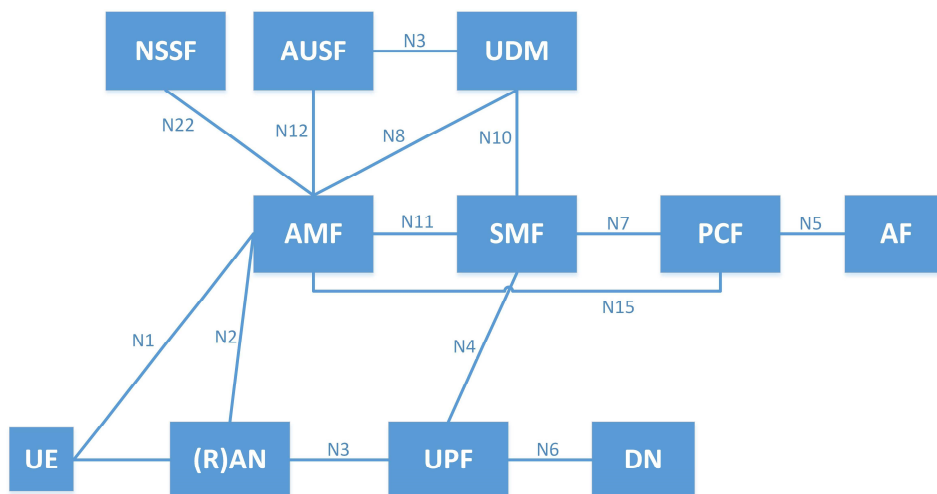 NSSF
AUSF
N3
UDM
N22
N12
N8
N10
AMF
N11
SMF
N7
PCF
N5
AF
N15
N1
N2
N4
UE
(R)AN
N3
UPF
N6
DN